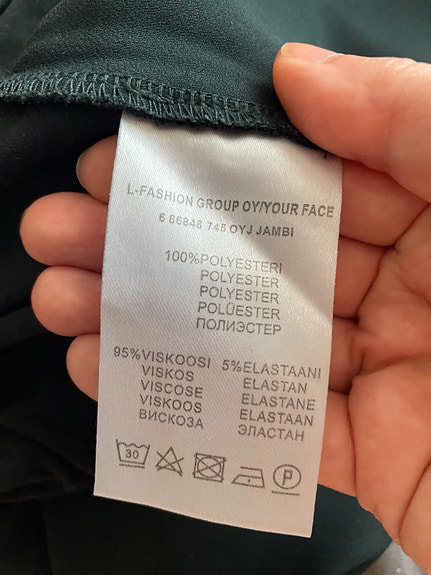 L-FASHION GROUP OY/YOUR FACE
6 86848 745 OYJ JAMBI
100%POLYESTERI
POLYESTER
POLYESTER
POLÜESTER
ПОЛИЭСТЕР
95%VISKOOSI 5%ELASTAANI
VISKOS ELASTAN
VISCOSE ELASTANE
VISKOOS ELASTAAN
ВИСКОЗА ЭЛАСТАН
30 P